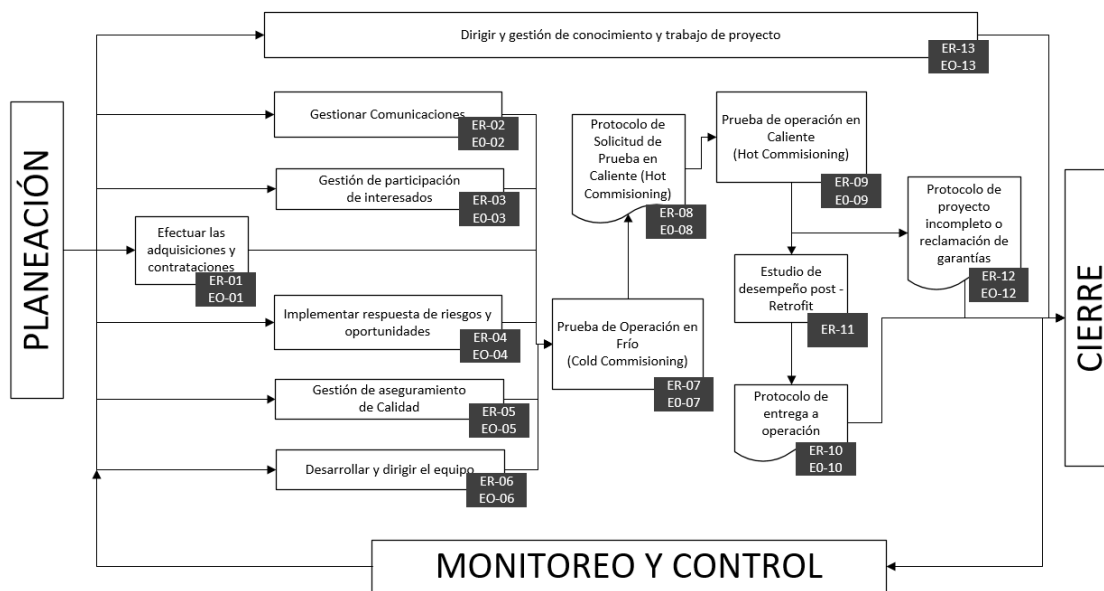 Dirigir y gestión de conocimiento y trabajo de proyecto
ER-13
EO-13
PLANEACIÓN
Gestionar Comunicaciones
ER-02
E0-02
Gestión de participación
de interesados
ER-03
E0-03
Efectuar las
adquisiciones y
contrataciones
ER-01
EO-01
Implementar respuesta de riesgos y
oportunidades
ER-04
EO-04
Gestión de aseguramiento
de Calidad
ER-05
EO-05
Desarrollar y dirigir el equipo
ER-06
EO-06
Prueba de Operación en
Frío
(Cold Commisioning)
ER-07
E0-07
Protocolo de
Solicitud de
Prueba en
Caliente (Hot
Commisioning)
ER-08
E0-08
Prueba de operación en
Caliente
(Hot Commisioning)
ER-09
E0-09
Protocolo de
proyecto
incompleto o
reclamación de
garantías
ER-12
EO-12
Estudio de
desempeño post -
Retrofit
ER-11
Protocolo de
entrega a
operación
ER-10
E0-10
CIERRE
MONITOREO Y CONTROL